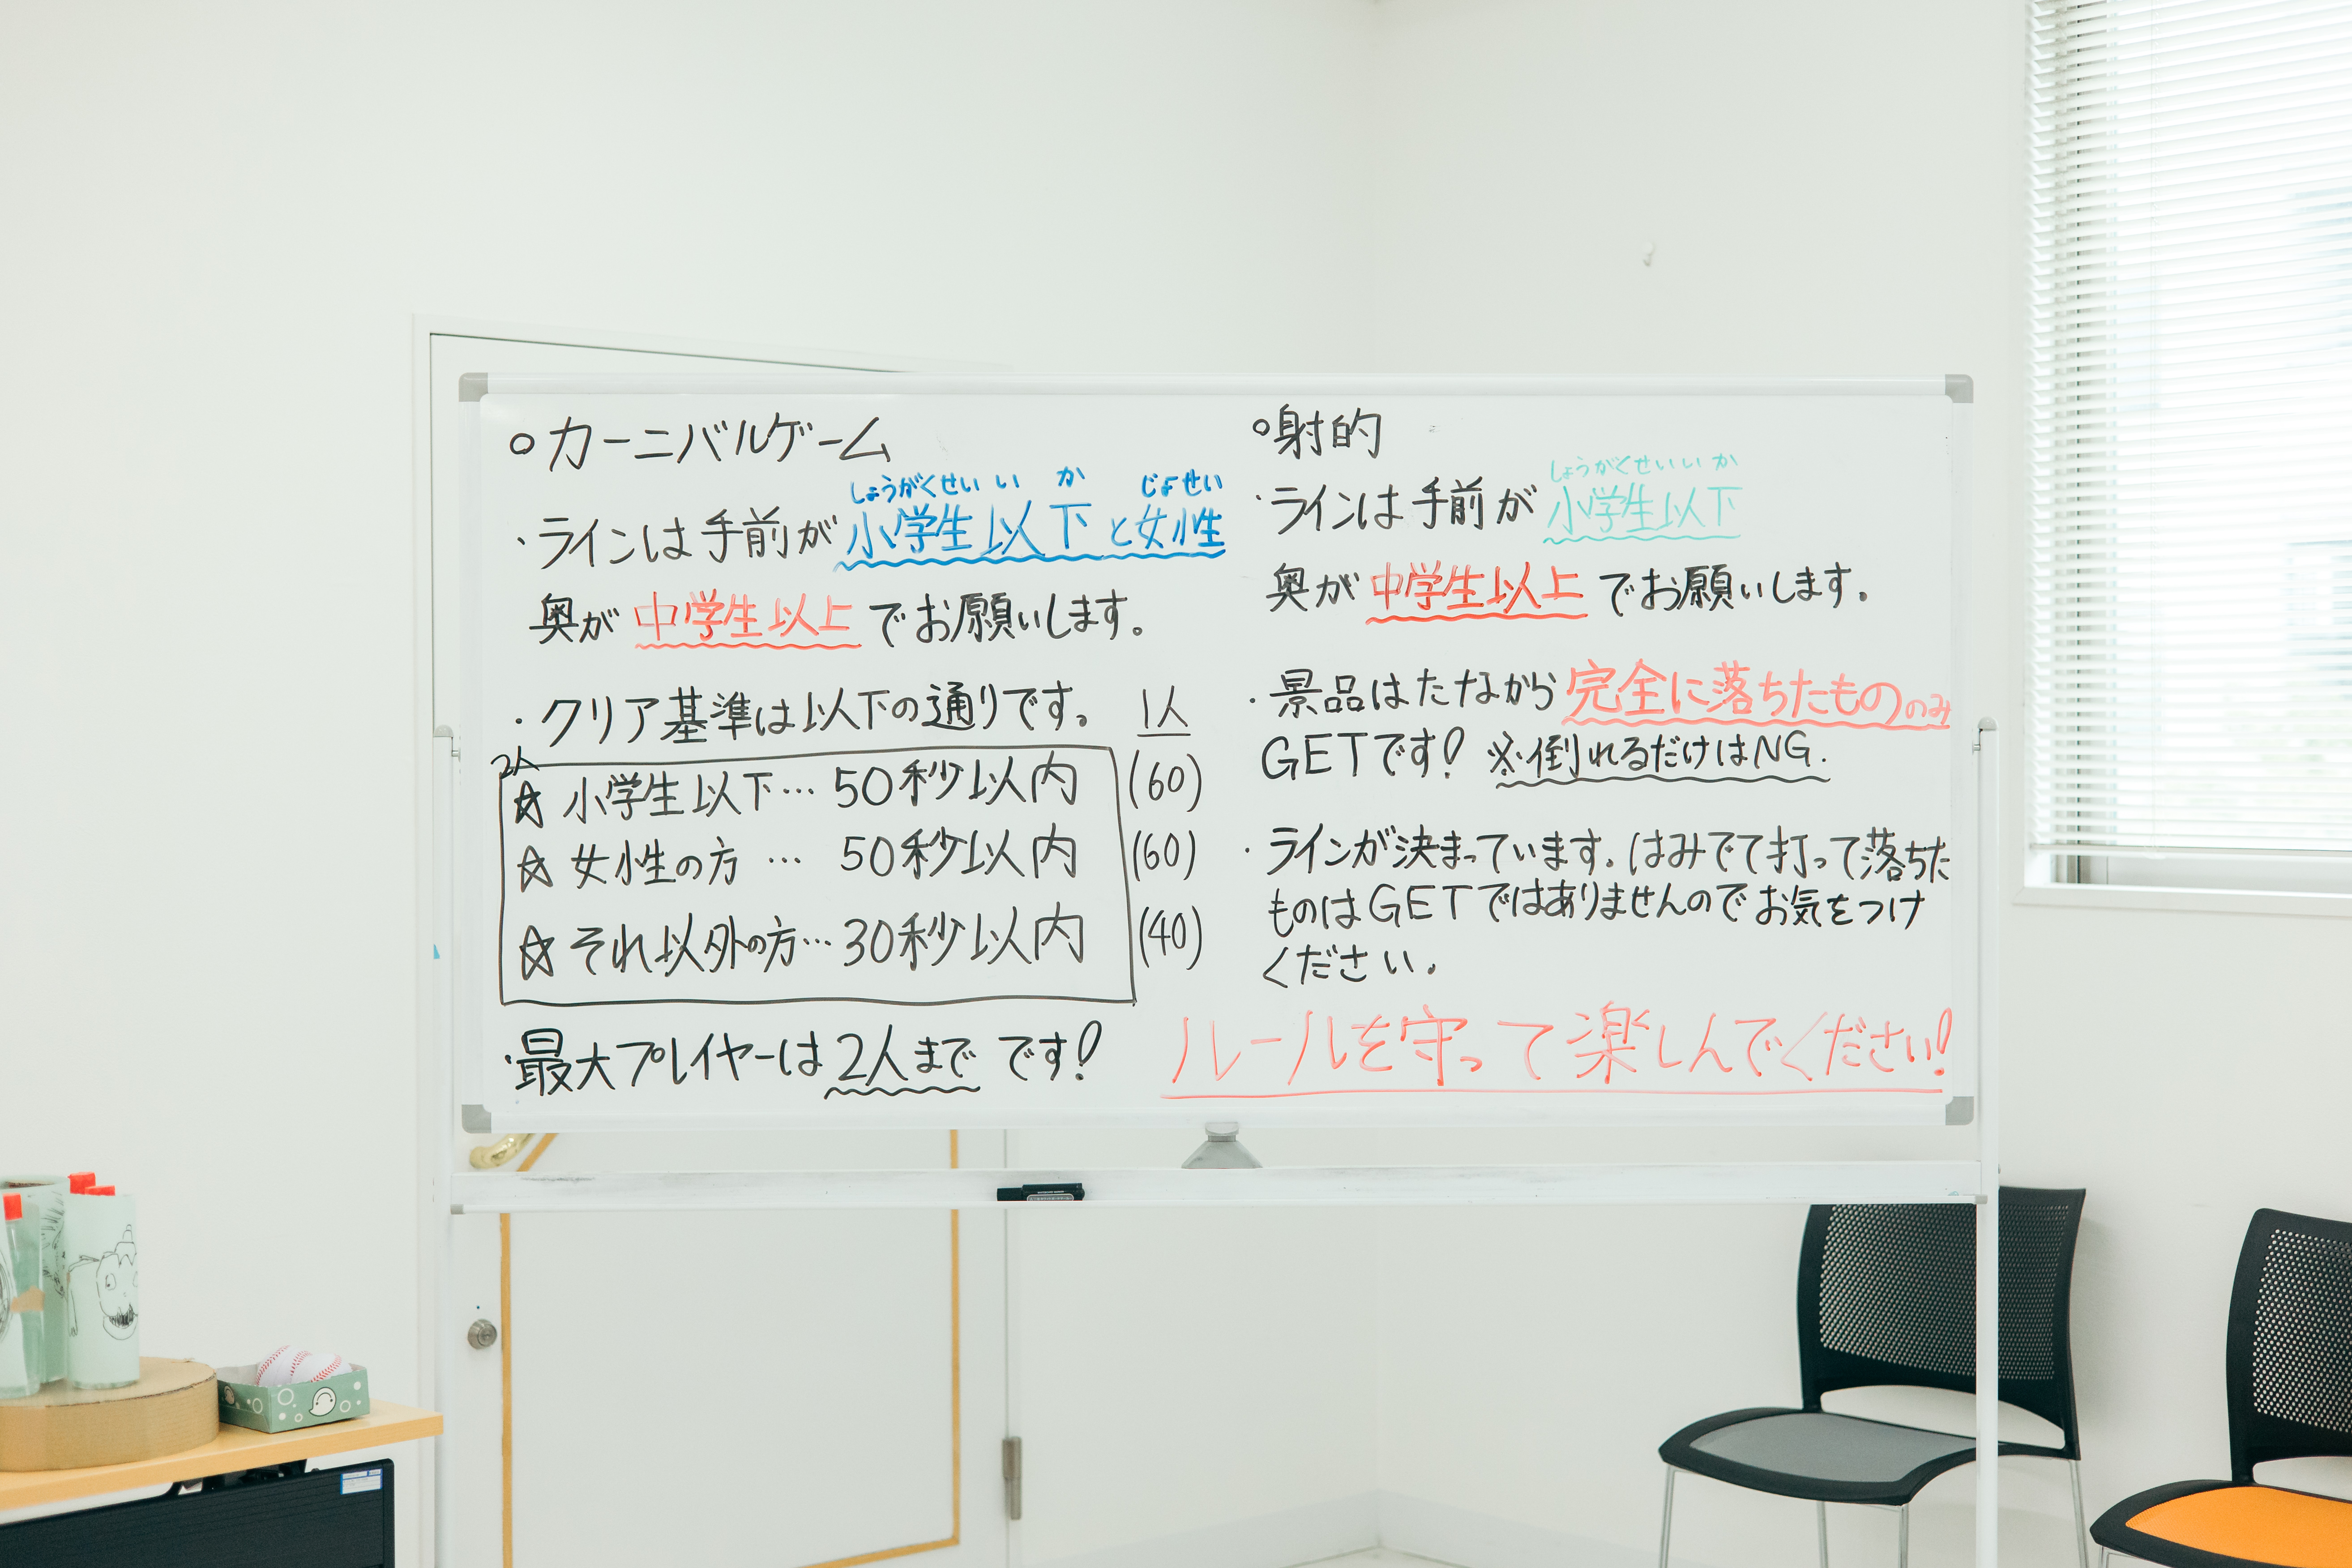 ○カーニバルゲーム
しょうがくせい い か じょせい
・ラインは手前が小学生以下と女性
奥が中学生以上でお願いします。
・クリア基準は以下の通りです。 1人
2人
☆ 小学生以下… 50秒以内 (60)
☆ 女性の方 … 50秒以内 (60)
☆ それ以外の方…30秒以内 (40)
・最大プレイヤーは2人までです!
○射的
しょうがくせいいか
・ラインは手前が小学生以下
奥が中学生以上でお願いします。
・景品はたなから完全に落ちたもののみ
GETです! ※倒れるだけはNG.
・ラインが決まっています。はみでて打って落ちた
ものはGETではありませんのでお気をつけ
ください.
ルールを守って楽しんでください!